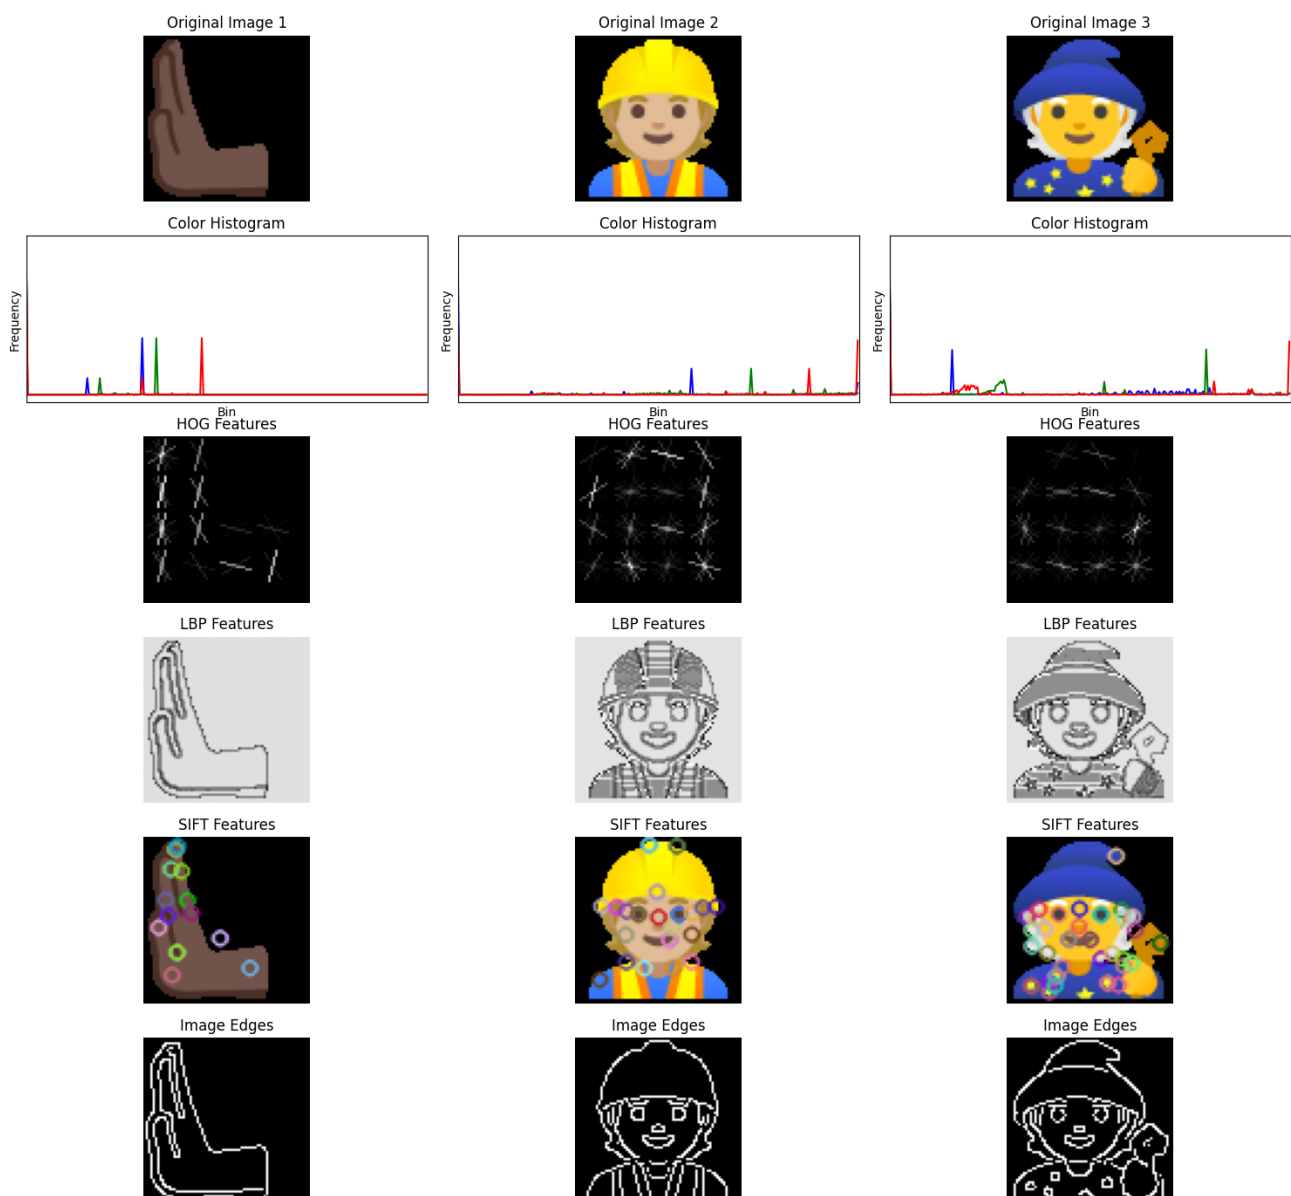 Original Image 1
Original Image 2
Original Image 3
Color Histogram
Color Histogram
Color Histogram
Frequency
Frequency
Frequency
Bin
Bin
Bin
HOG Features
HOG Features
HOG Features
LBP Features
LBP Features
LBP Features
SIFT Features
SIFT Features
SIFT Features
Image Edges
Image Edges
Image Edges